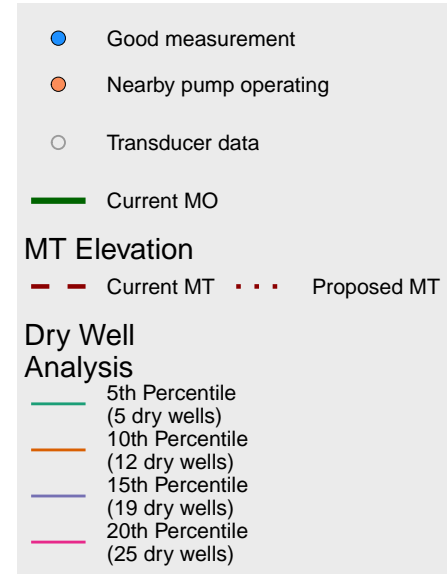 Good measurement
Nearby pump operating
Transducer data
Current MO
MT Elevation
Current MT
Proposed MT
Dry Well
Analysis
5th Percentile
(5 dry wells)
10th Percentile
(12 dry wells)
15th Percentile
(19 dry wells)
20th Percentile
(25 dry wells)